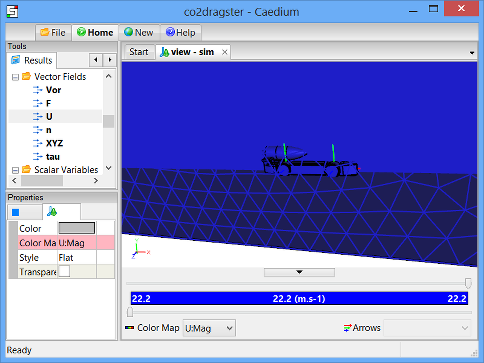 co2dragster - Caedium
File Home New Help
Tools
Results
Vector Fields
Vor
F
U
n
XYZ
tau
Scalar Variables
Properties
Color
Color Ma U:Mag
Style Flat
Transpare
Start view - sim
Y
Z X
22.2 22.2 (m.s-1) 22.2
Color Map U:Mag Arrows
Ready